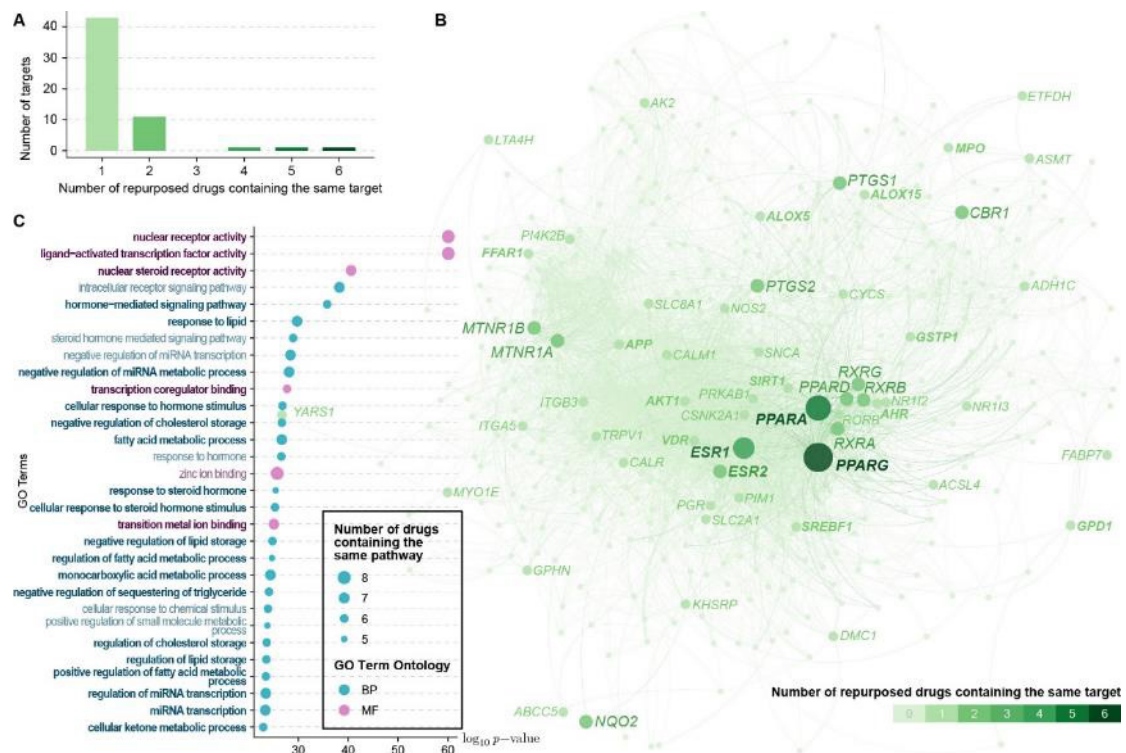 A
Number of targets
40
30
20
10
0
1 2 3 4 5 6
Number of repurposed drugs containing the same target
B
AK2
ETFDH
LTA4H
MPO
ASMT
PTGS1
ALOX15
ALOX5
CBR1
PI4K2B
FFAR1
PTGS2
CYCS
ADH1C
SLC8A1
NOS2
MTNR1B
MTNR1A
APP
CALM1
SNCA
GSTP1
SIRT1
RXRG
PPARD
RXRB
PRKAB1
ITGB3
AKT1
CSNK2A1
PPARA
NR1I2
AHR
NR1I3
RORB
YARS1
ITGA5
TRPV1
VDR
ESR1
RXRA
CALR
ESR2
PPARG
FABP7
MYO1E
PGR
PIM1
ACSL4
SLC2A1
SREBF1
GPD1
GPHN
KHSRP
DMC1
ABCC5
NQO2
Number of repurposed drugs containing the same target
0 1 2 3 4 5 6
C
GO Terms
nuclear receptor activity
ligand-activated transcription factor activity
nuclear steroid receptor activity
intracellular receptor signaling pathway
hormone-mediated signaling pathway
response to lipid
steroid hormone mediated signaling pathway
negative regulation of miRNA transcription
negative regulation of miRNA metabolic process
transcription coregulator binding
cellular response to hormone stimulus
negative regulation of cholesterol storage
fatty acid metabolic process
response to hormone
zinc ion binding
response to steroid hormone
cellular response to steroid hormone stimulus
transition metal ion binding
negative regulation of lipid storage
regulation of fatty acid metabolic process
monocarboxylic acid metabolic process
negative regulation of sequestering of triglyceride
cellular response to chemical stimulus
positive regulation of small molecule metabolic
process
regulation of cholesterol storage
regulation of lipid storage
positive regulation of fatty acid metabolic
process
regulation of miRNA transcription
miRNA transcription
cellular ketone metabolic process
30 40 50 60 log10 p-value
Number of drugs
containing the
same pathway
8
7
6
5
GO Term Ontology
BP
MF